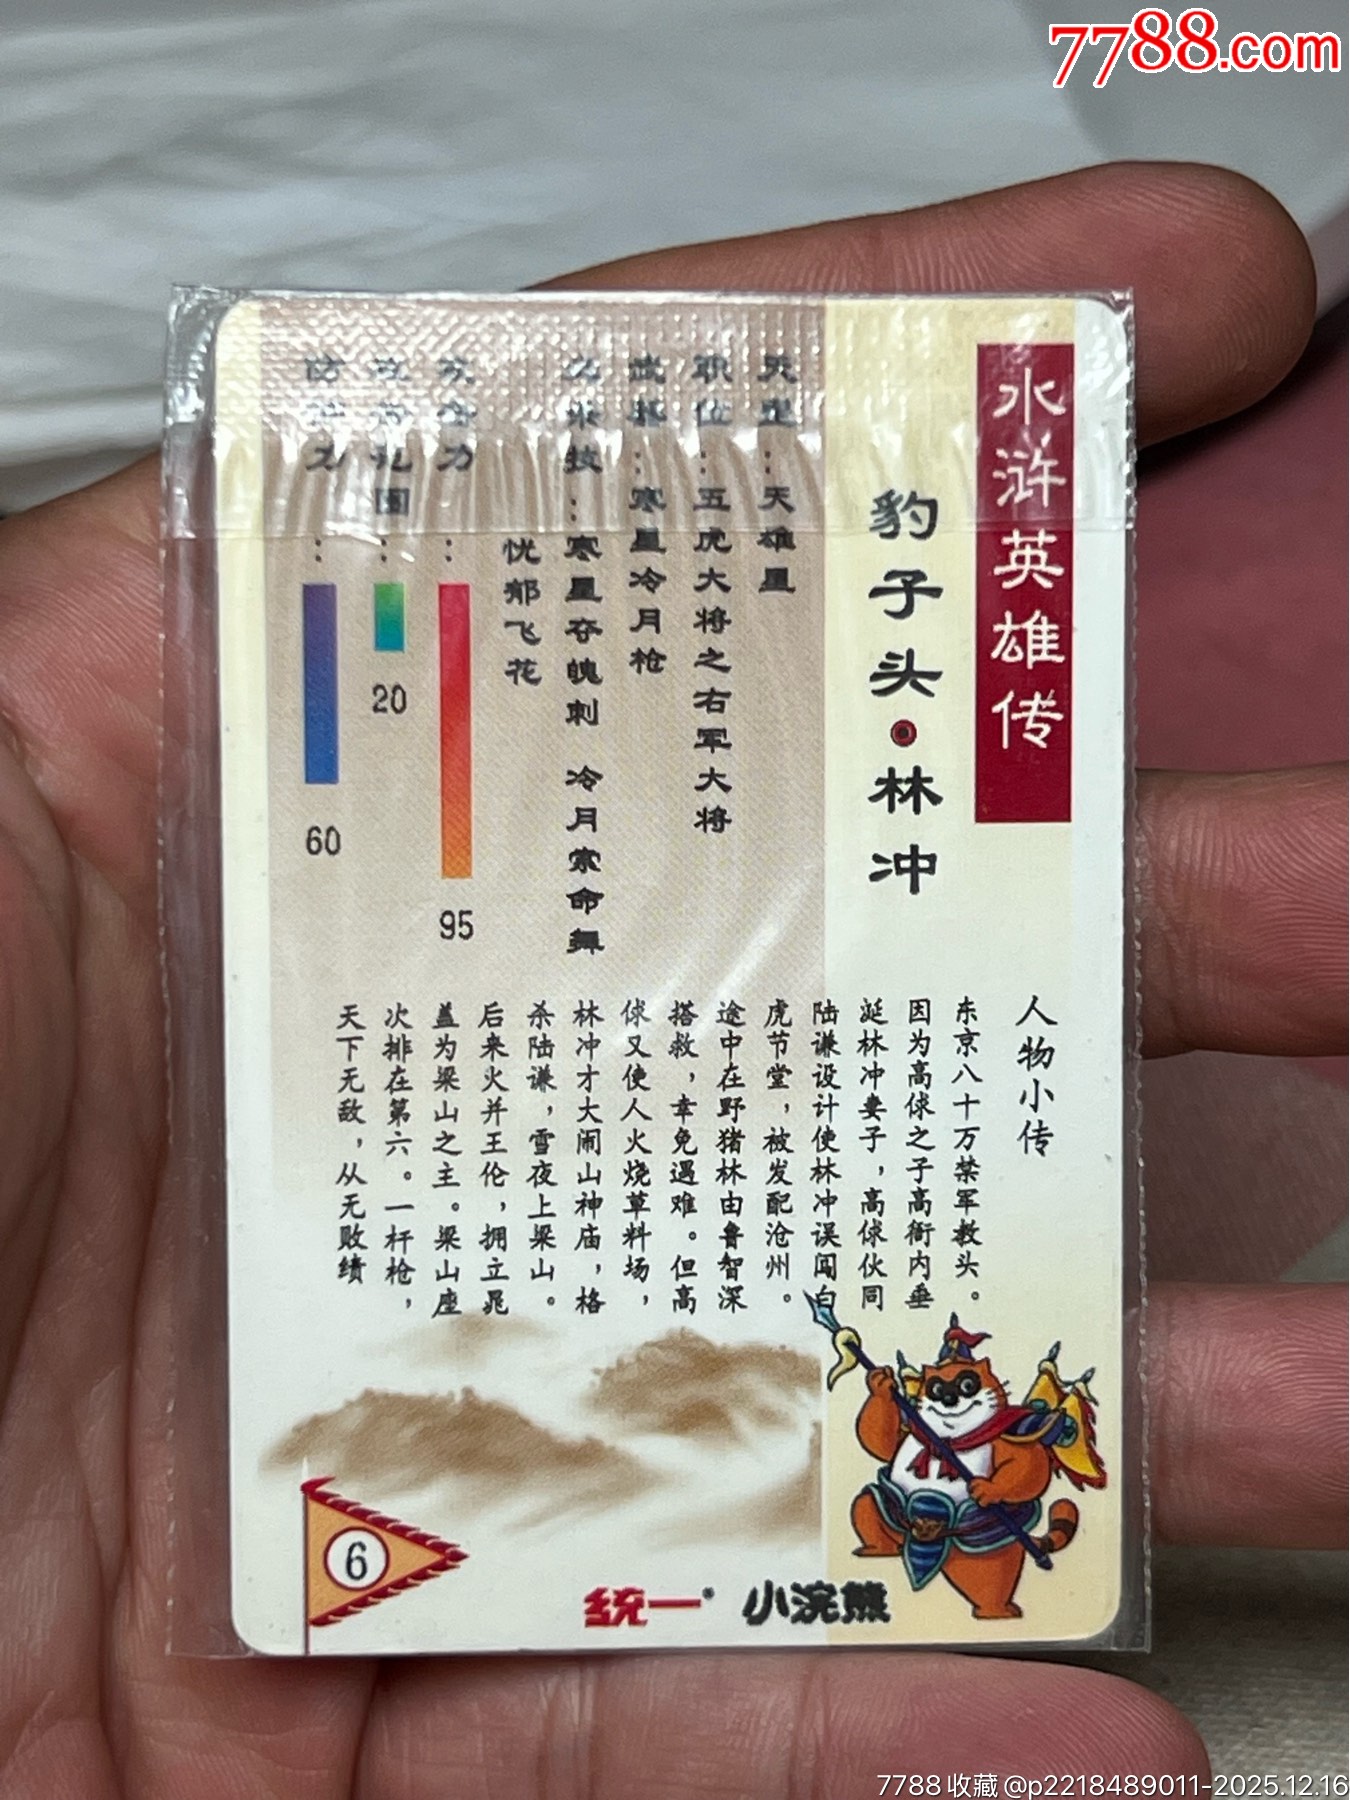 7788.com
水浒英雄传
豹子头·林冲
天星：天雄星
职位：五虎大将之右军大将
武器：寒星冷月枪
必杀技：寒星夺魄刺 冷月索命舞
忧郁飞花
攻击力：95
围：20
防御力：60
人物小传
东京八十万禁军教头。
因为高俅之子高衙内垂
涎林冲妻子，高俅伙同
陆谦设计使林冲误闯白
虎节堂，被发配沧州。
途中在野猪林由鲁智深
搭救，幸免遇难。但高
俅又使人火烧草料场，
林冲才大闹山神庙，格
杀陆谦，雪夜上梁山。
后来火并王伦，拥立晁
盖为梁山之主。梁山座
次排在第六。一杆枪，
天下无敌，从无败绩
6
统一® 小浣熊
7788收藏@p2218489011-2025.12.16